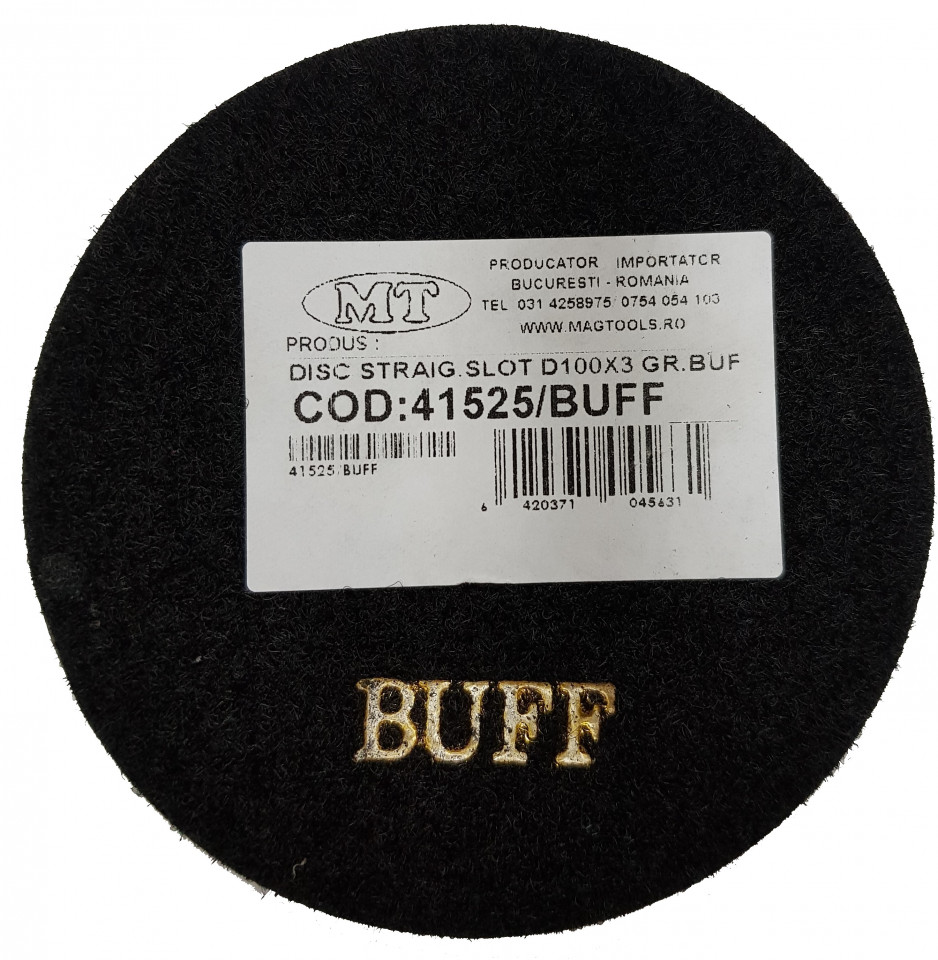 MT
PRODUCATOR IMPORTATOR
BUCURESTI - ROMANIA
TEL 031 4258975/ 0754 054 103
WWW.MAGTOOLS.RO
PRODUS :
DISC STRAIG.SLOT D100X3 GR.BUF
COD:41525/BUFF
41525/BUFF
6 420371 045631
BUFF